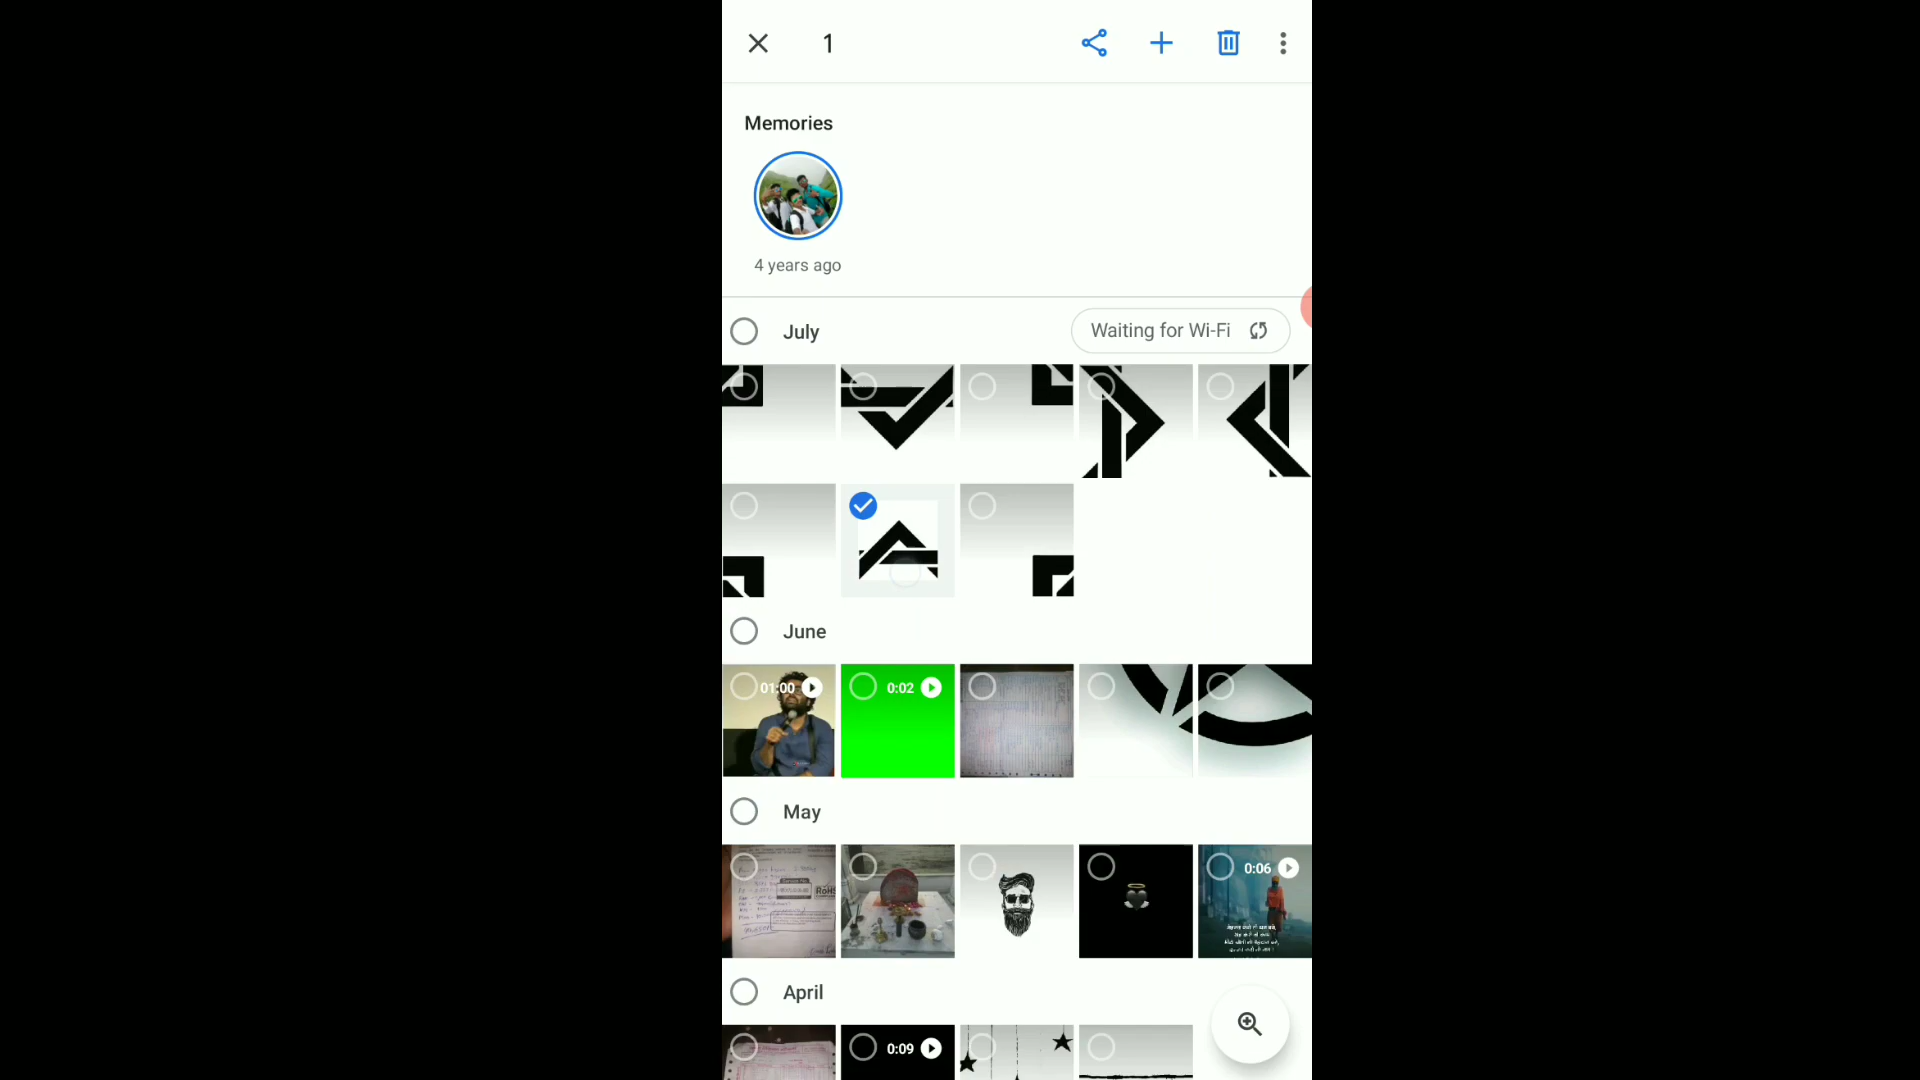 1
Memories
4 years ago
July
Waiting for Wi-Fi
June
01:00
0:02
May
RoHS
0:06
April
0:09